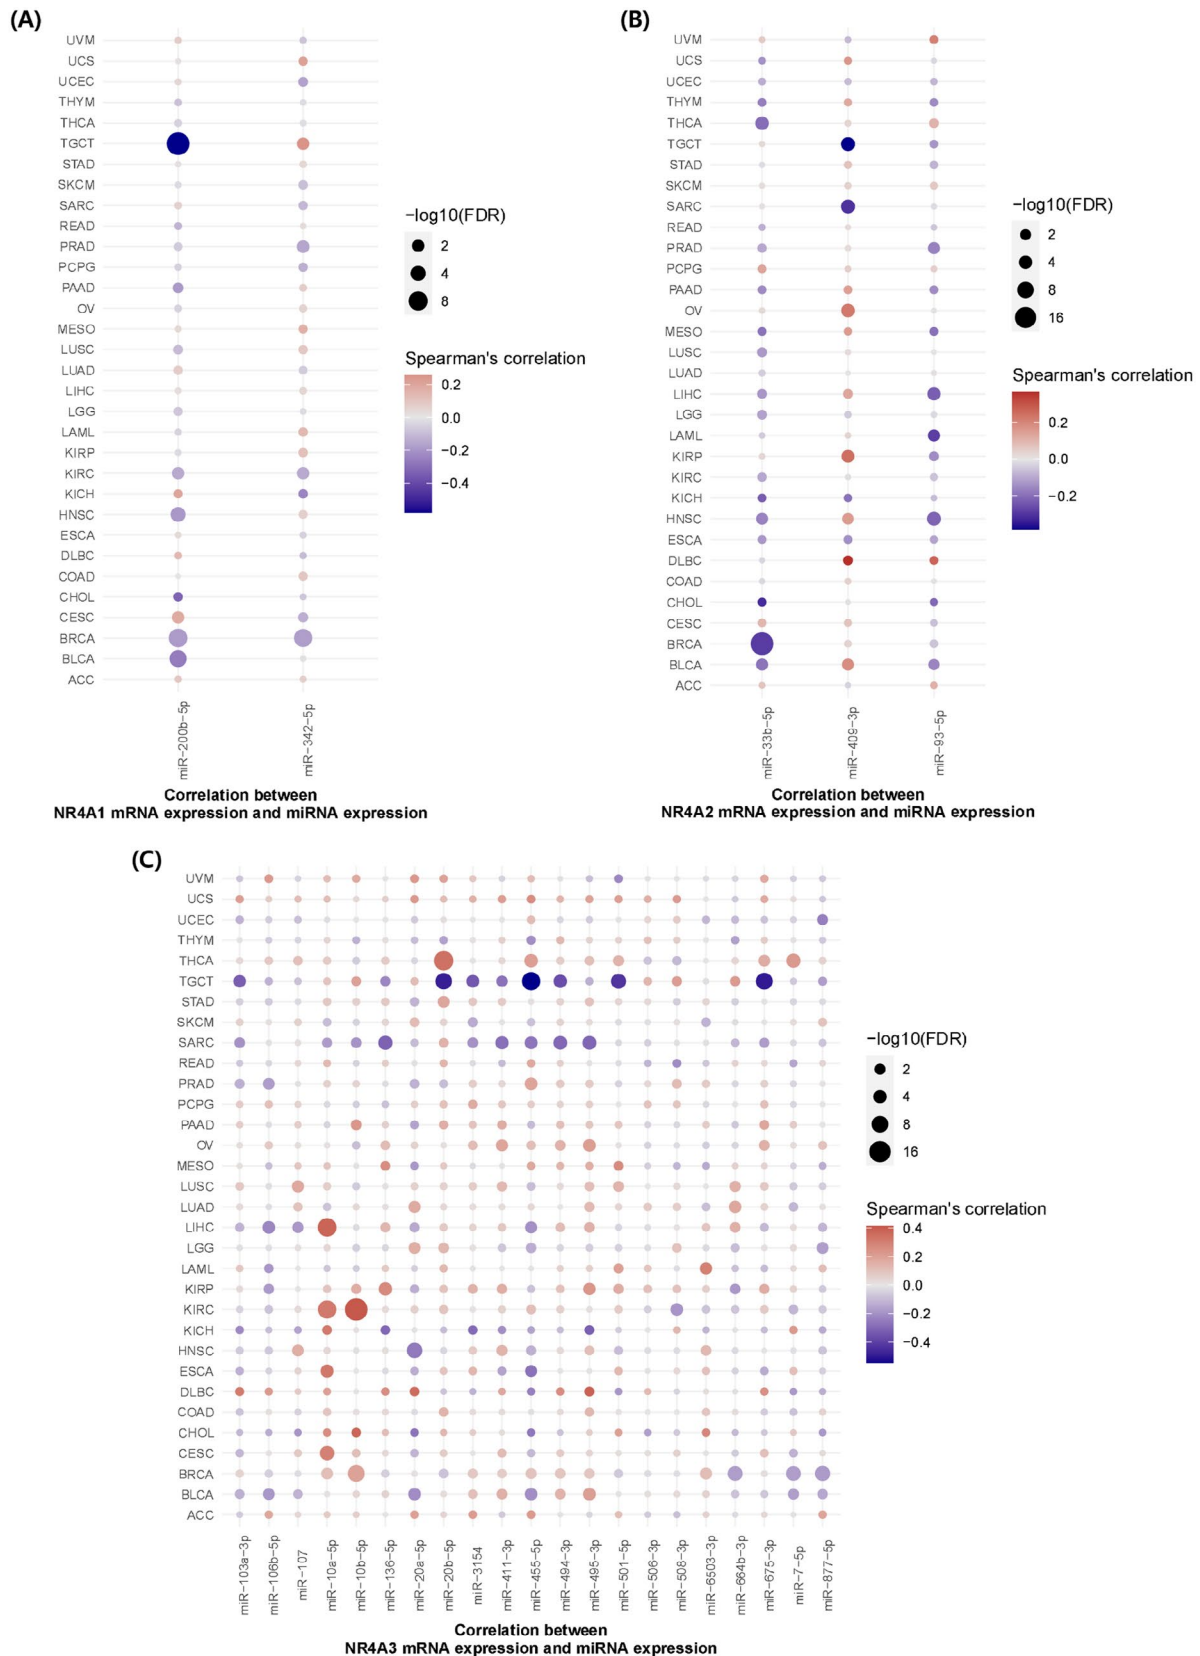 (A)
UVM
UCS
UCEC
THYM
THCA
TGCT
STAD
SKCM
SARC
READ
PRAD
PCPG
PAAD
OV
MESO
LUSC
LUAD
LIHC
LGG
LAML
KIRP
KIRC
KICH
HNSC
ESCA
DLBC
COAD
CHOL
CESC
BRCA
BLCA
ACC
miR−200b−5p
miR−342−5p
Correlation between
NR4A1 mRNA expression and miRNA expression
−log10(FDR)
2
4
8
Spearman's correlation
0.2
0.0
−0.2
−0.4
(B)
UVM
UCS
UCEC
THYM
THCA
TGCT
STAD
SKCM
SARC
READ
PRAD
PCPG
PAAD
OV
MESO
LUSC
LUAD
LIHC
LGG
LAML
KIRP
KIRC
KICH
HNSC
ESCA
DLBC
COAD
CHOL
CESC
BRCA
BLCA
ACC
miR−33b−5p
miR−409−3p
miR−93−5p
Correlation between
NR4A2 mRNA expression and miRNA expression
−log10(FDR)
2
4
8
16
Spearman's correlation
0.2
0.0
−0.2
(C)
UVM
UCS
UCEC
THYM
THCA
TGCT
STAD
SKCM
SARC
READ
PRAD
PCPG
PAAD
OV
MESO
LUSC
LUAD
LIHC
LGG
LAML
KIRP
KIRC
KICH
HNSC
ESCA
DLBC
COAD
CHOL
CESC
BRCA
BLCA
ACC
miR−103a−3p
miR−106b−5p
miR−107
miR−10a−5p
miR−10b−5p
miR−136−5p
miR−20a−5p
miR−20b−5p
miR−3154
miR−411−3p
miR−455−5p
miR−494−3p
miR−495−3p
miR−501−5p
miR−506−3p
miR−508−3p
miR−6503−3p
miR−664b−3p
miR−675−3p
miR−7−5p
miR−877−5p
Correlation between
NR4A3 mRNA expression and miRNA expression
−log10(FDR)
2
4
8
16
Spearman's correlation
0.4
0.2
0.0
−0.2
−0.4